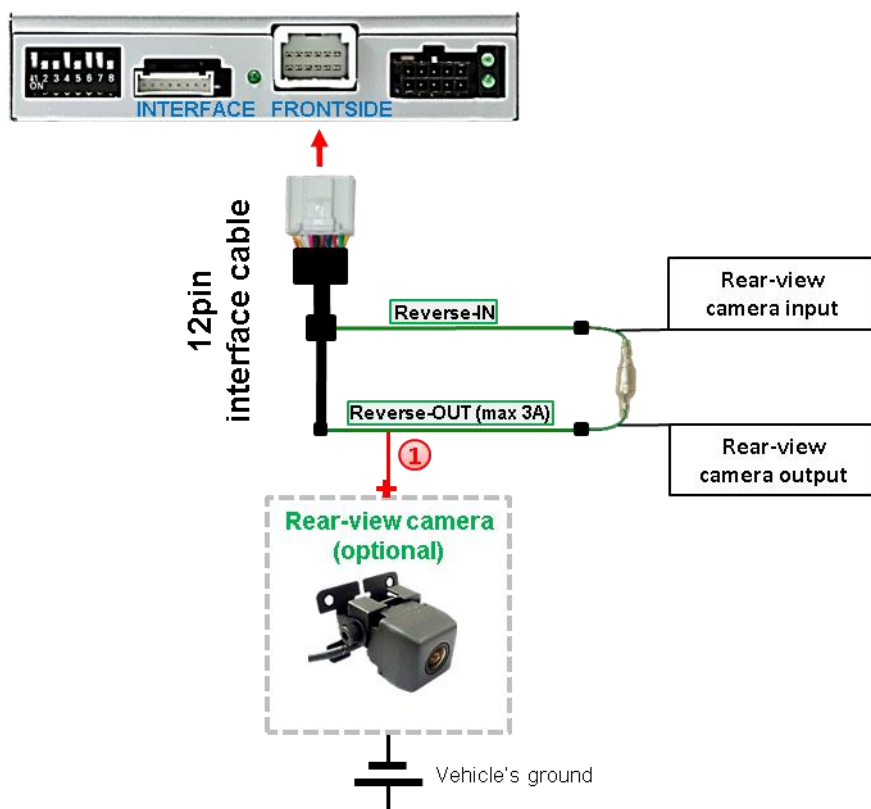 1 2 3 4 5 6 7 8
ON
INTERFACE FRONTSIDE
12pin
interface cable
Reverse-IN
Rear-view
camera input
Reverse-OUT (max 3A)
1
Rear-view
camera output
Rear-view camera
(optional)
Vehicle's ground